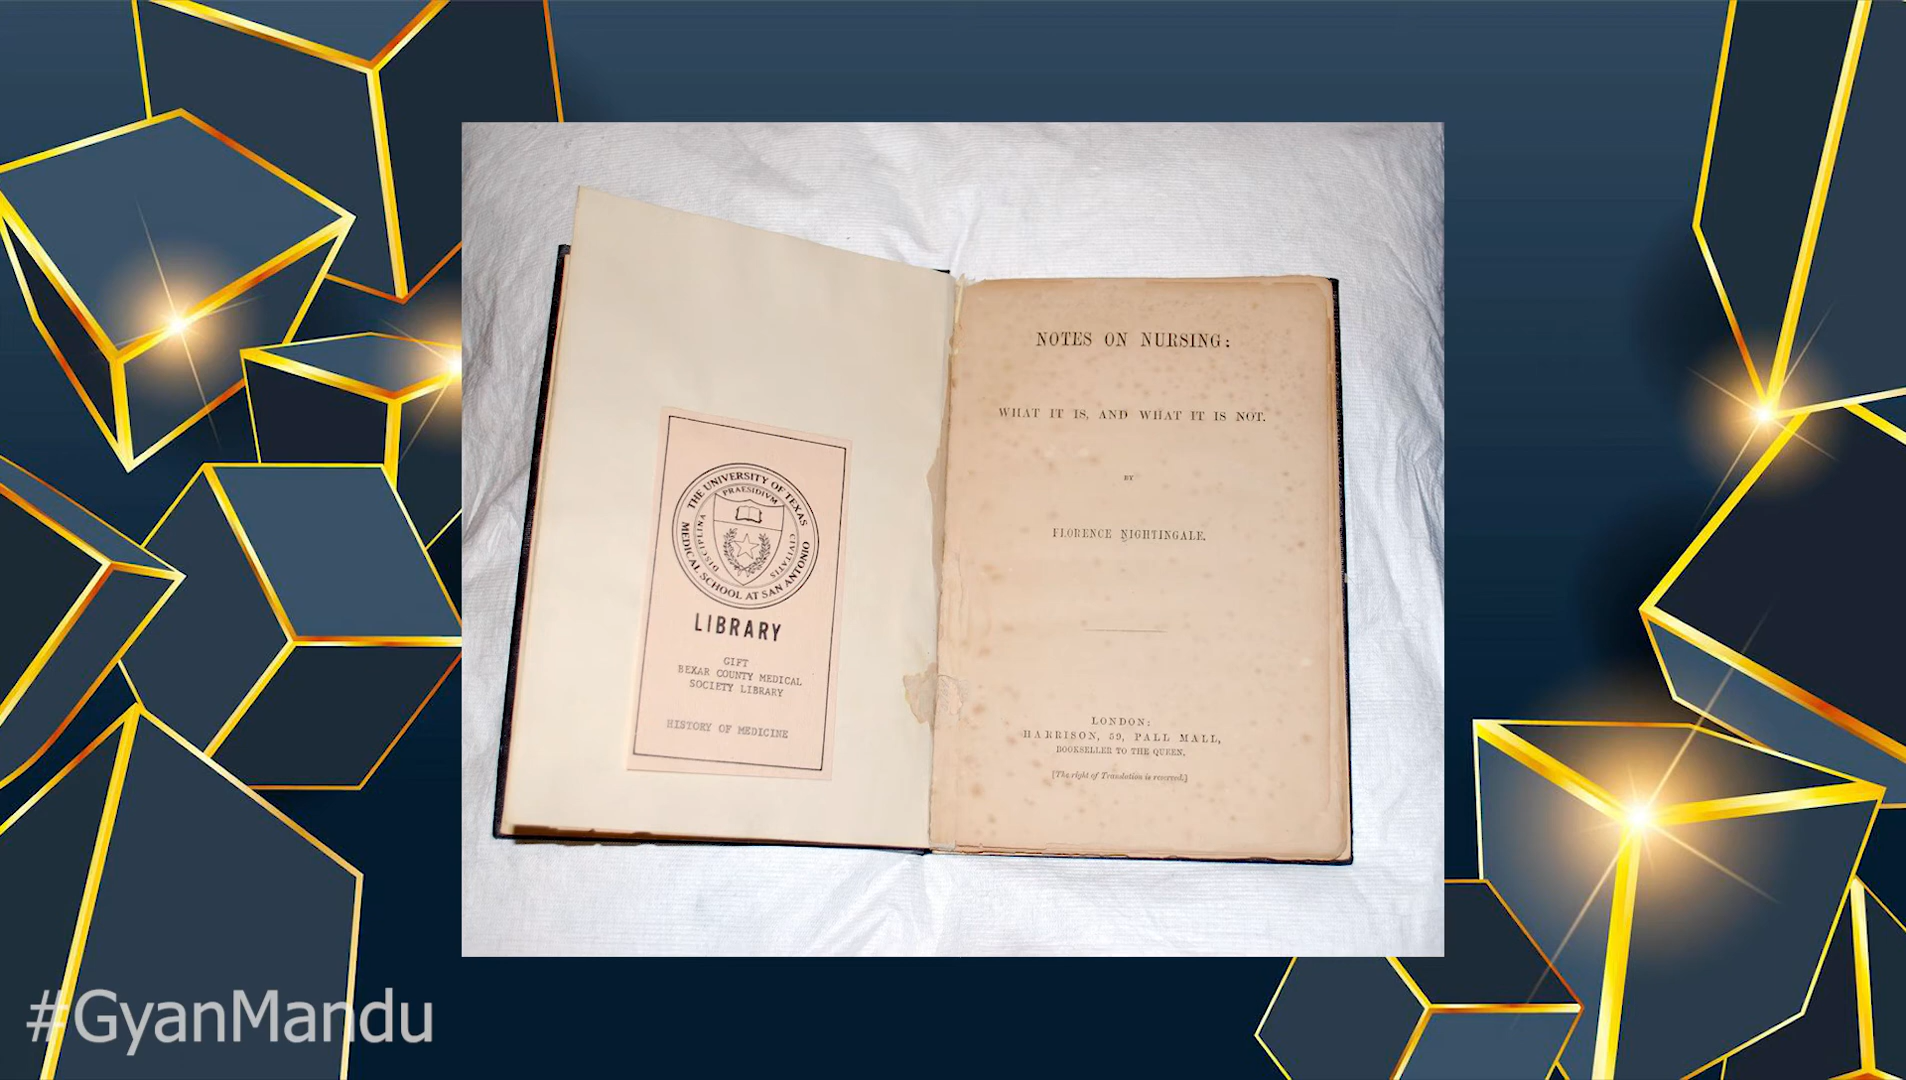 THE UNIVERSITY OF TEXAS
MEDICAL SCHOOL AT SAN ANTONIO
PRAESIDIVM
DISCIPLINA
CIVITATIS
LIBRARY
GIFT
BEXAR COUNTY MEDICAL
SOCIETY LIBRARY
HISTORY OF MEDICINE
NOTES ON NURSING:
WHAT IT IS, AND WHAT IT IS NOT.
BY
FLORENCE NIGHTINGALE.
LONDON:
HARRISON, 59, PALL MALL,
BOOKSELLER TO THE QUEEN.
[The right of Translation is reserved.]
#GyanMandu